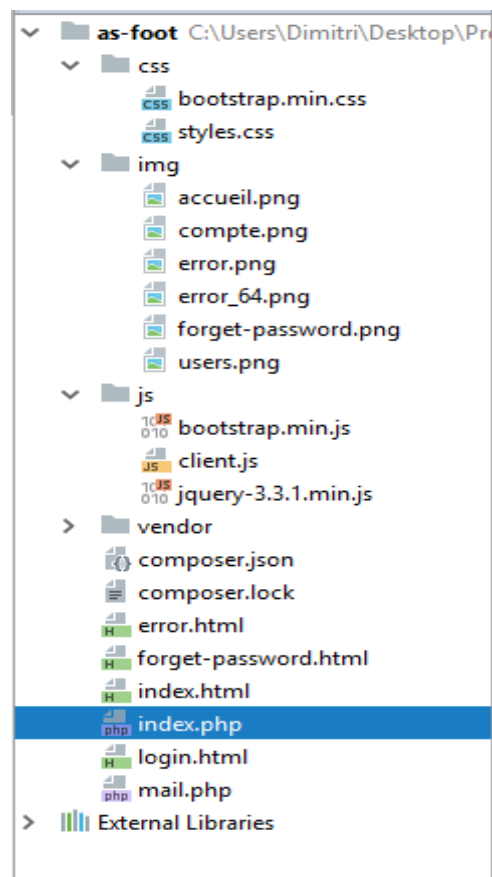 as-foot C:\Users\Dimitri\Desktop\Pr
css
bootstrap.min.css
styles.css
img
accueil.png
compte.png
error.png
error_64.png
forget-password.png
users.png
js
bootstrap.min.js
client.js
jquery-3.3.1.min.js
vendor
composer.json
composer.lock
error.html
forget-password.html
index.html
index.php
login.html
mail.php
External Libraries